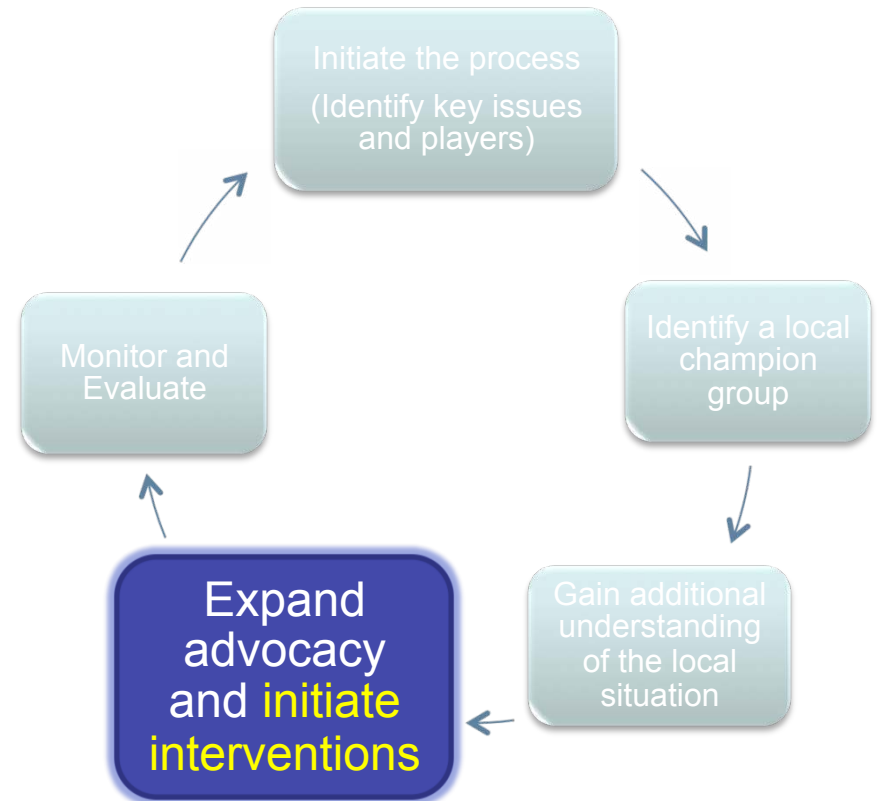 Initiate the process
(Identify key issues
and players)
Identify a local
champion
group
Gain additional
understanding
of the local
situation
Expand
advocacy
and initiate
interventions
Monitor and
Evaluate